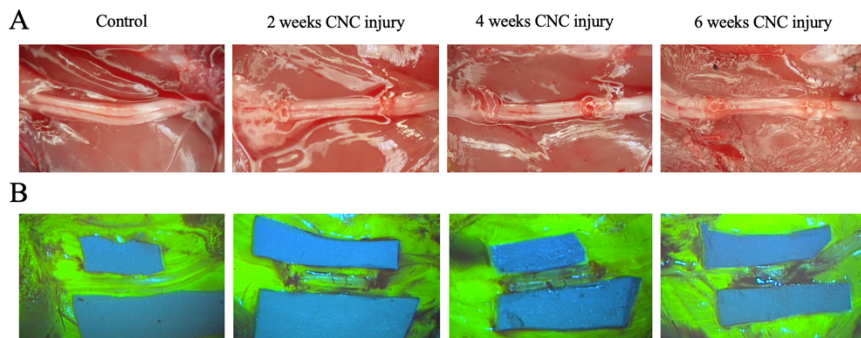 A
Control
2 weeks CNC injury
4 weeks CNC injury
6 weeks CNC injury
B